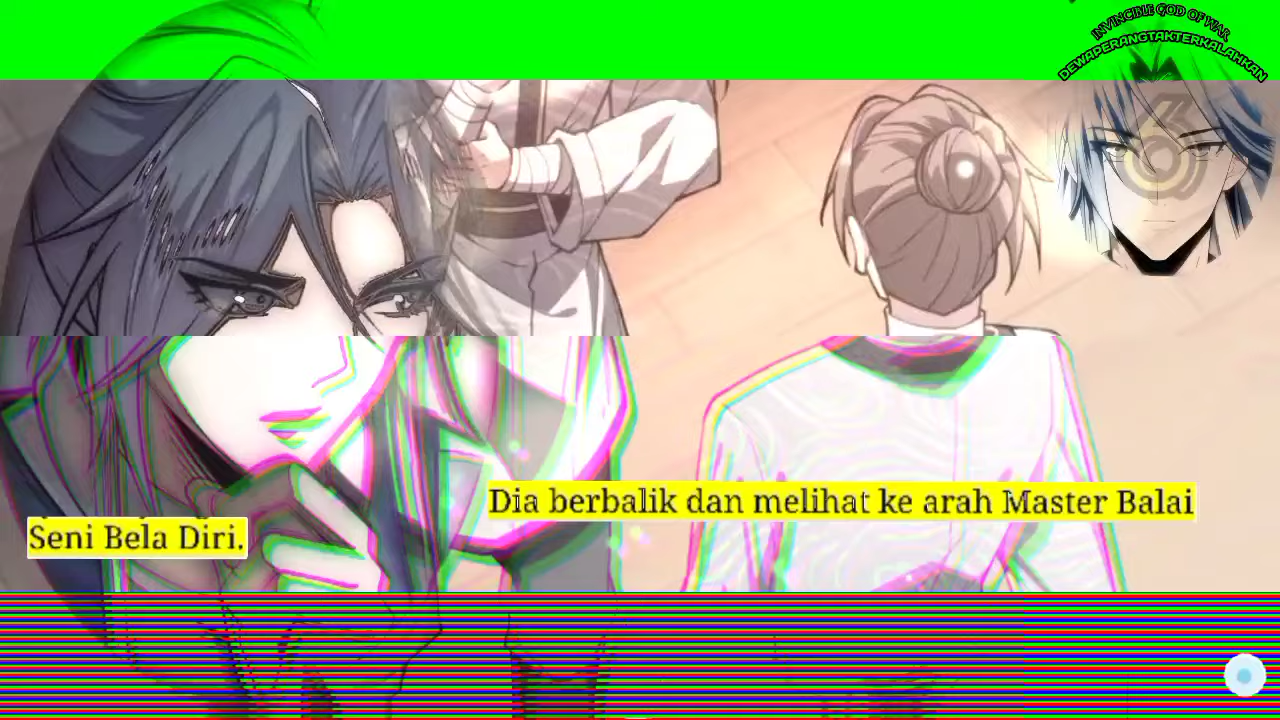 INVINCIBLE GOD OF WAR
DEWAPERANGTAKTERKALAHKAN
Dia berbalik dan melihat ke arah Master Balai
Seni Bela Diri.